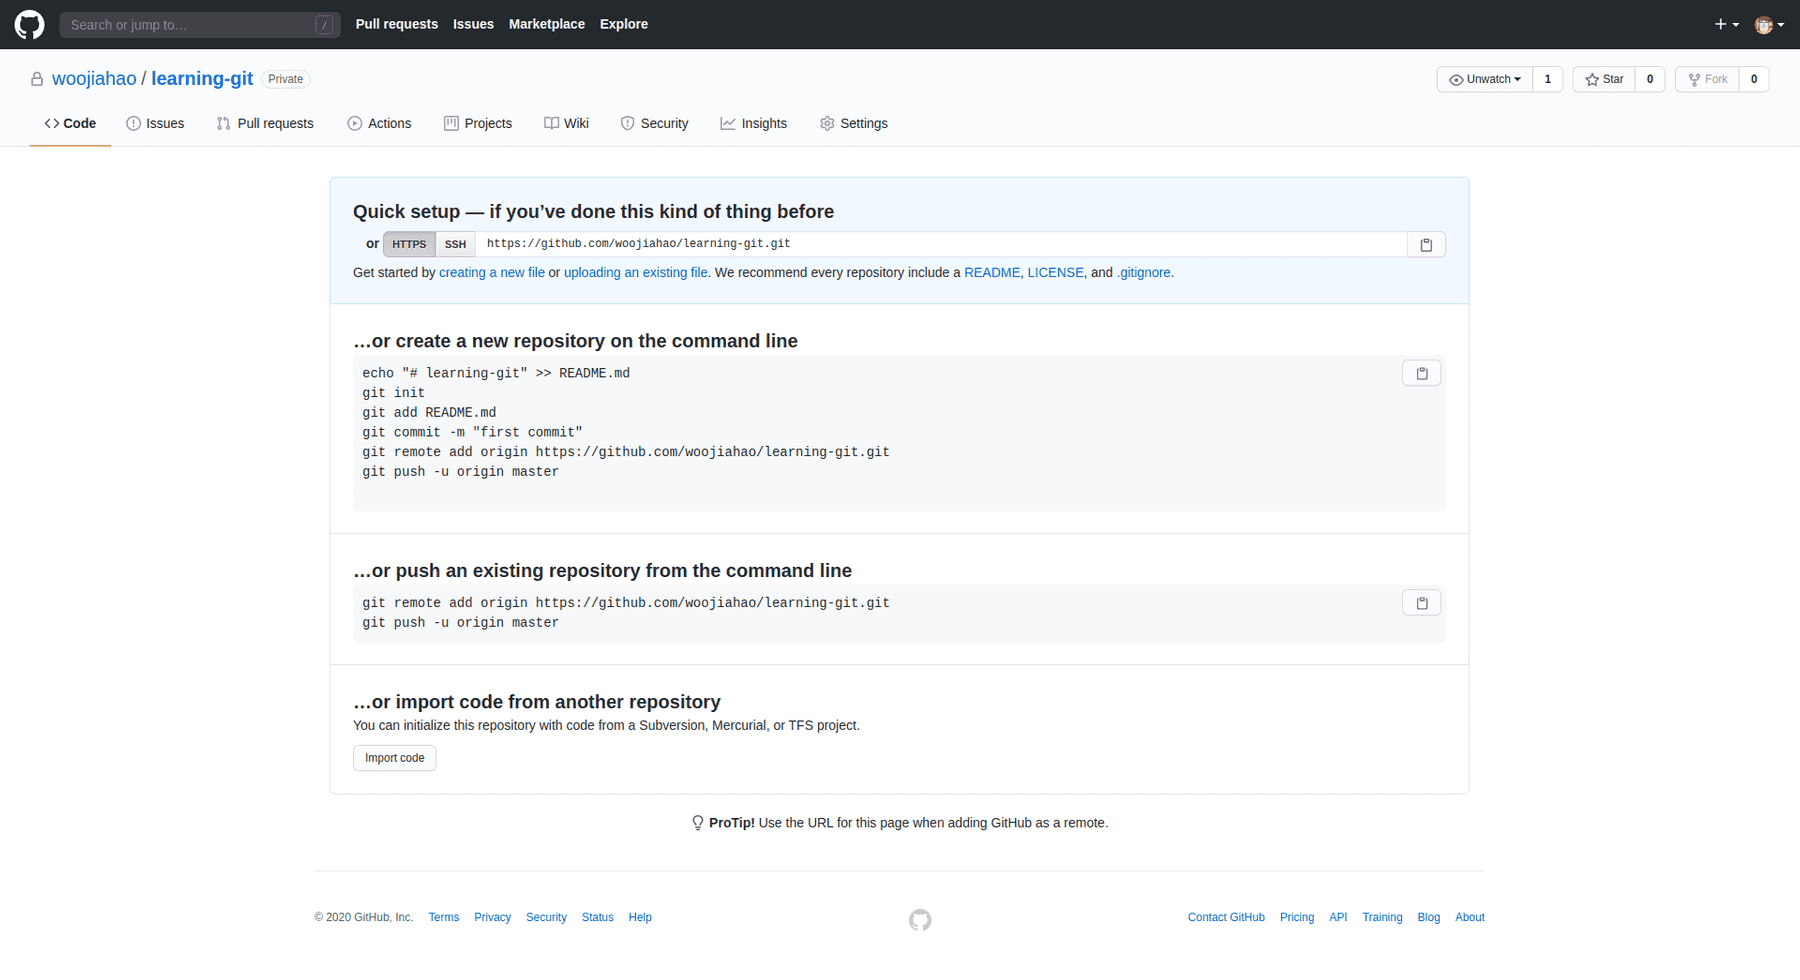 Search or jump to… /
Pull requests Issues Marketplace Explore
woojiahao / learning-git Private
Unwatch 1 Star 0 Fork 0
Code Issues Pull requests Actions Projects Wiki Security Insights Settings
Quick setup — if you’ve done this kind of thing before
or HTTPS SSH https://github.com/woojiahao/learning-git.git
Get started by creating a new file or uploading an existing file. We recommend every repository include a README, LICENSE, and .gitignore.
…or create a new repository on the command line
echo "# learning-git" >> README.md
git init
git add README.md
git commit -m "first commit"
git remote add origin https://github.com/woojiahao/learning-git.git
git push -u origin master
…or push an existing repository from the command line
git remote add origin https://github.com/woojiahao/learning-git.git
git push -u origin master
…or import code from another repository
You can initialize this repository with code from a Subversion, Mercurial, or TFS project.
Import code
ProTip! Use the URL for this page when adding GitHub as a remote.
© 2020 GitHub, Inc. Terms Privacy Security Status Help
Contact GitHub Pricing API Training Blog About